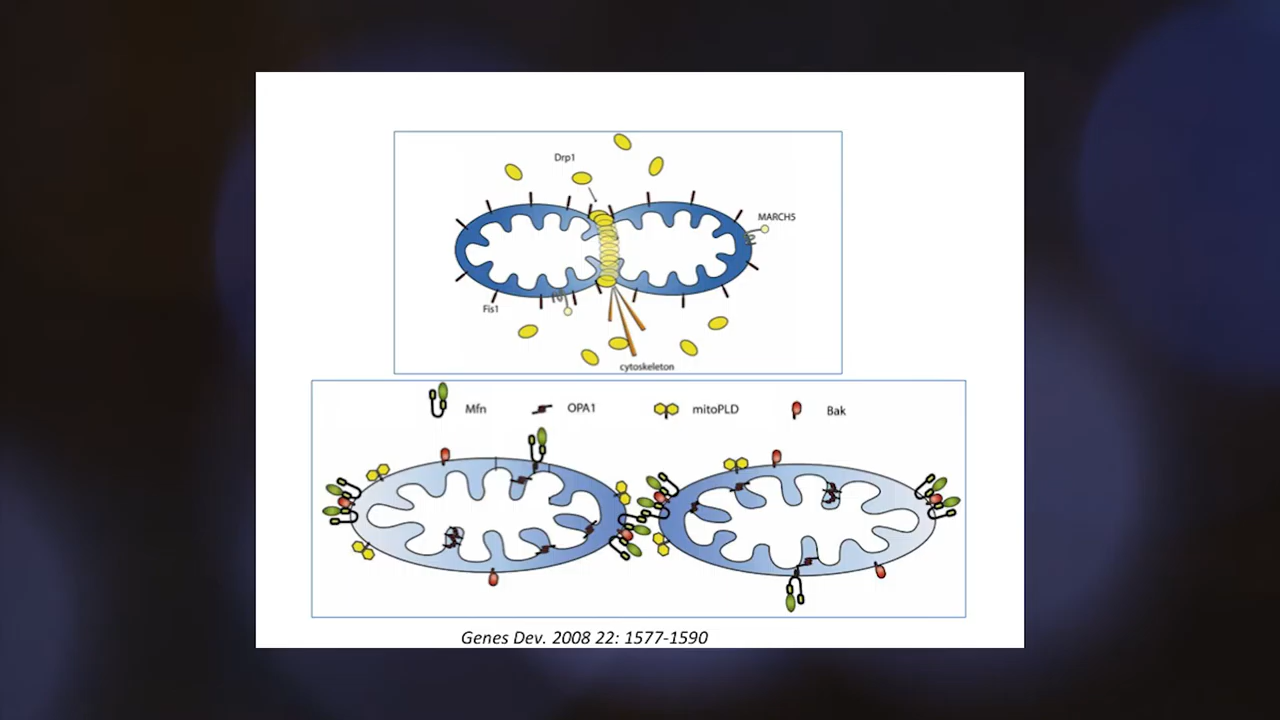 Drp1
MARCH5
Fis1
cytoskeleton
Mfn
OPA1
mitoPLD
Bak
Genes Dev. 2008 22: 1577-1590